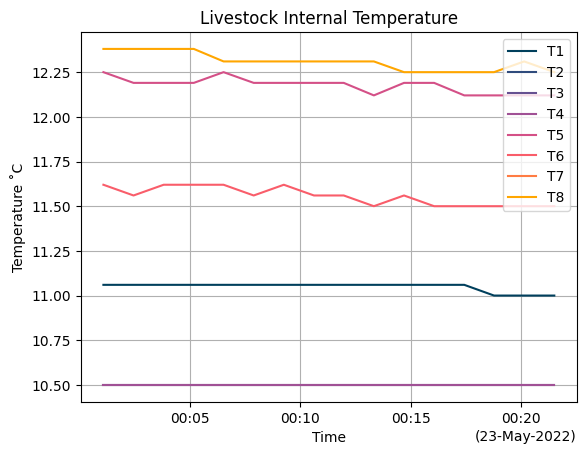 Livestock Internal Temperature
Temperature ˚C
12.25
12.00
11.75
11.50
11.25
11.00
10.75
10.50
T1
T2
T3
T4
T5
T6
T7
T8
00:05 00:10 00:15 00:20
Time
(23-May-2022)